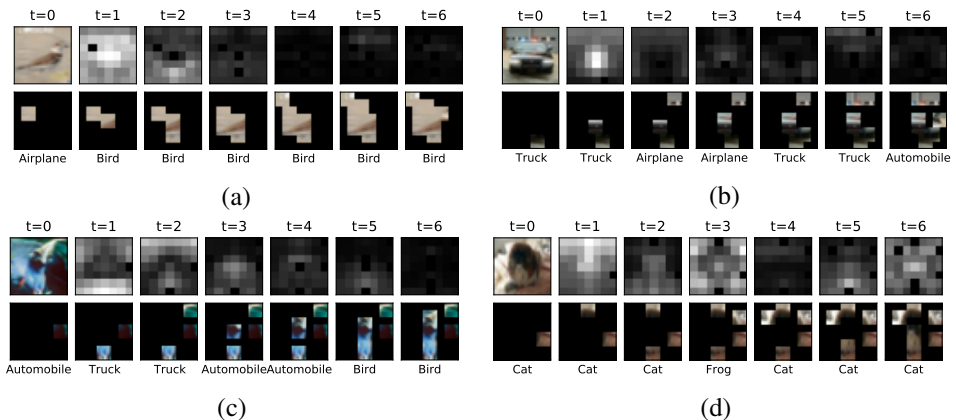 t=0 t=1 t=2 t=3 t=4 t=5 t=6
Airplane Bird Bird Bird Bird Bird Bird
(a)
t=0 t=1 t=2 t=3 t=4 t=5 t=6
Truck Truck Airplane Airplane Truck Truck Automobile
(b)
t=0 t=1 t=2 t=3 t=4 t=5 t=6
Automobile Truck Truck Automobile Automobile Bird Bird
(c)
t=0 t=1 t=2 t=3 t=4 t=5 t=6
Cat Cat Cat Frog Cat Cat Cat
(d)